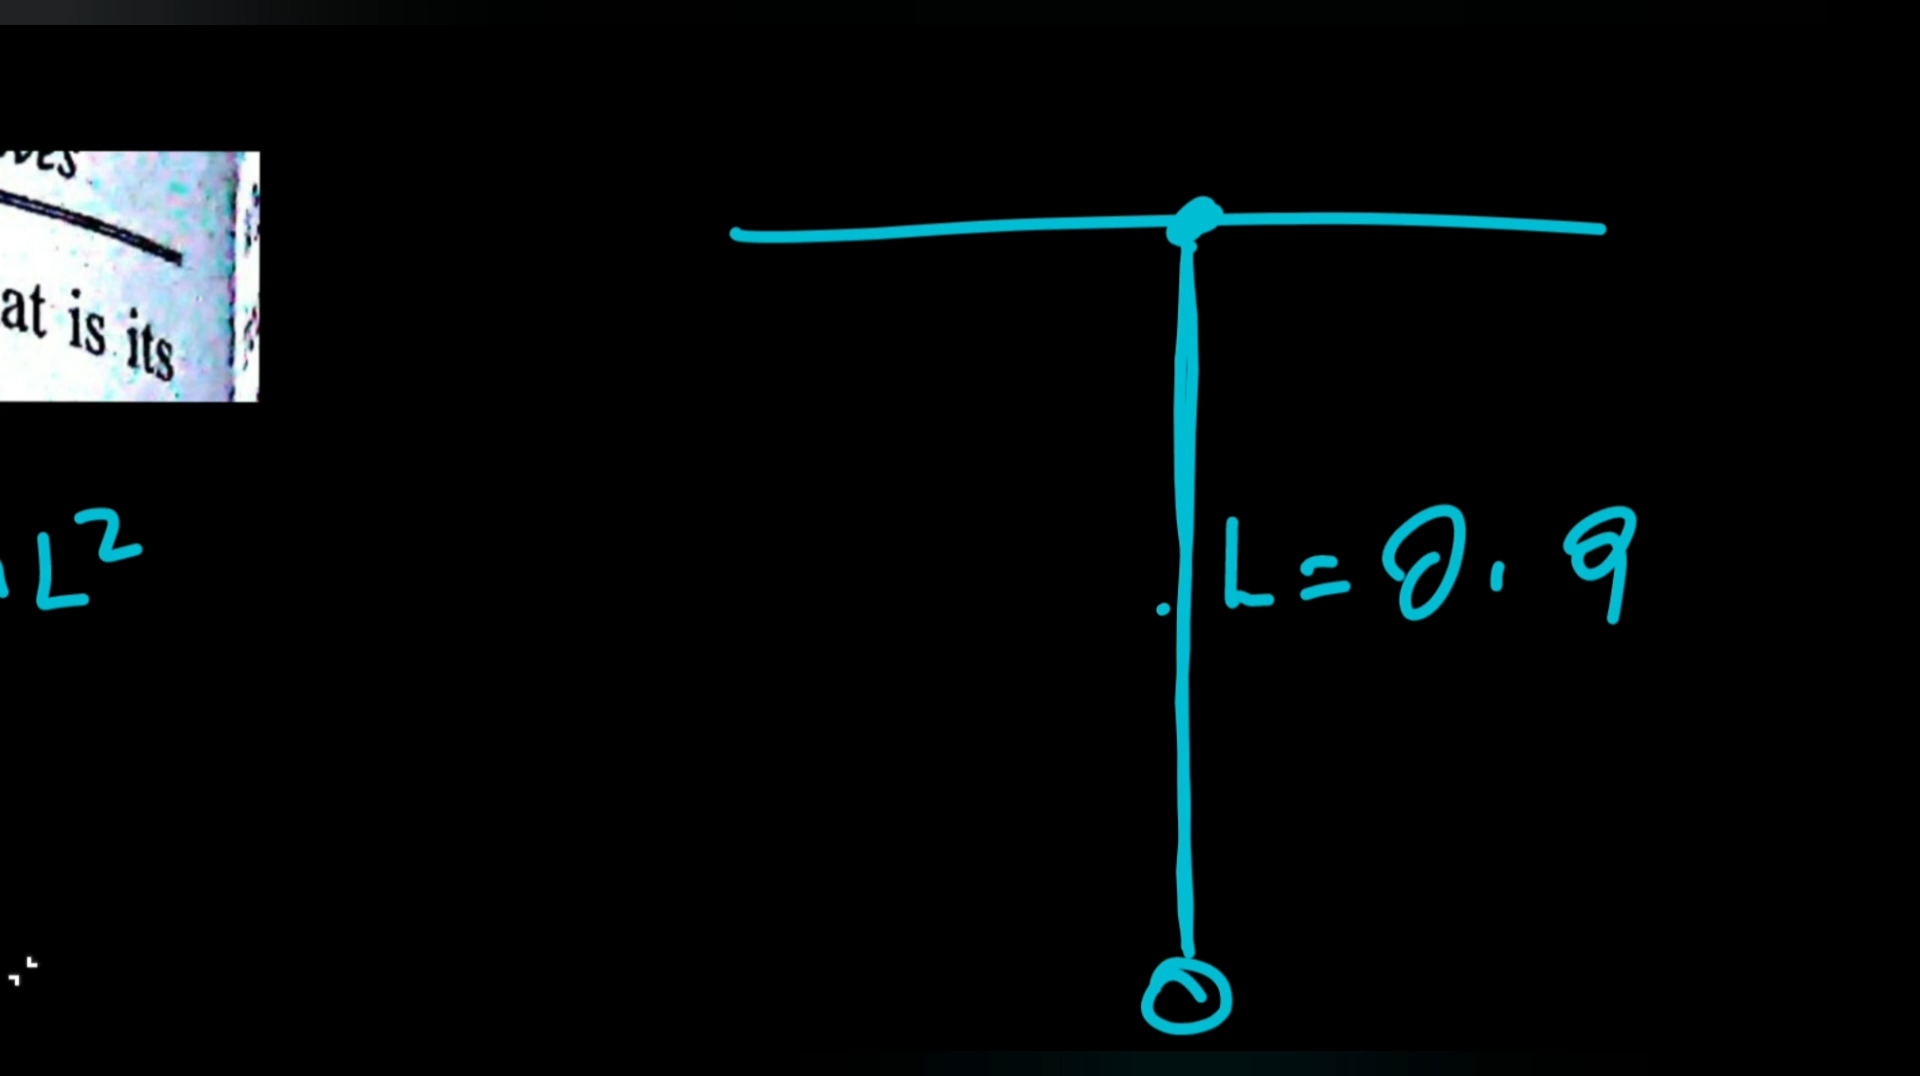 at is its
L²
L = 0.9